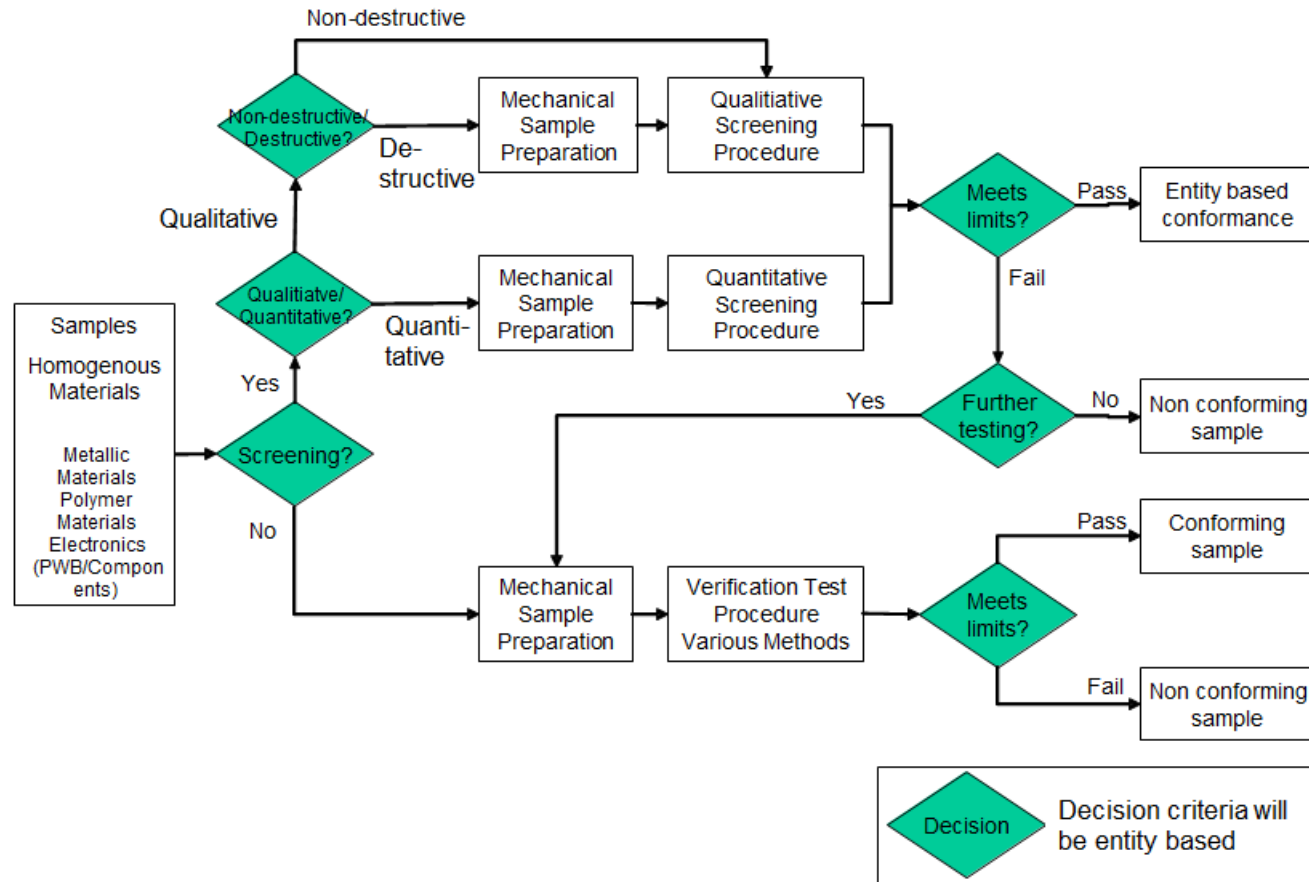 Non-destructive
Non-destructive/
Destructive?
De-
structive
Mechanical
Sample
Preparation
Qualitiative
Screening
Procedure
Qualitative
Meets
limits?
Pass
Entity based
conformance
Fail
Qualitiatve/
Quantitative?
Quanti-
tative
Mechanical
Sample
Preparation
Quantitative
Screening
Procedure
Samples
Homogenous
Materials
Metallic
Materials
Polymer
Materials
Electronics
(PWB/Compon
ents)
Yes
Screening?
No
Yes
Further
testing?
No
Non conforming
sample
Mechanical
Sample
Preparation
Verification Test
Procedure
Various Methods
Meets
limits?
Pass
Conforming
sample
Fail
Non conforming
sample
Decision
Decision criteria will
be entity based